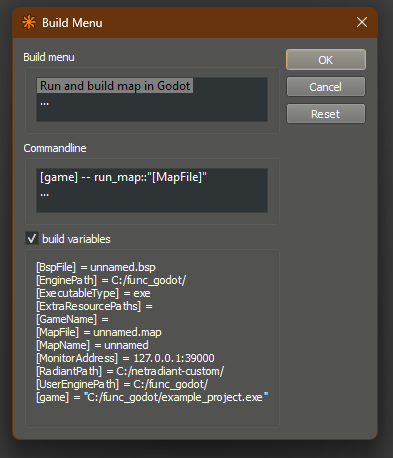 Build Menu
Build menu
OK
Run and build map in Godot
...
Cancel
Reset
Commandline
[game] -- run_map::"[MapFile]"
...
build variables
[BspFile] = unnamed.bsp
[EnginePath] = C:/func_godot/
[ExecutableType] = exe
[ExtraResourcePaths] =
[GameName] =
[MapFile] = unnamed.map
[MapName] = unnamed
[MonitorAddress] = 127.0.0.1:39000
[RadiantPath] = C:/netradiant-custom/
[UserEnginePath] = C:/func_godot/
[game] = "C:/func_godot/example_project.exe"